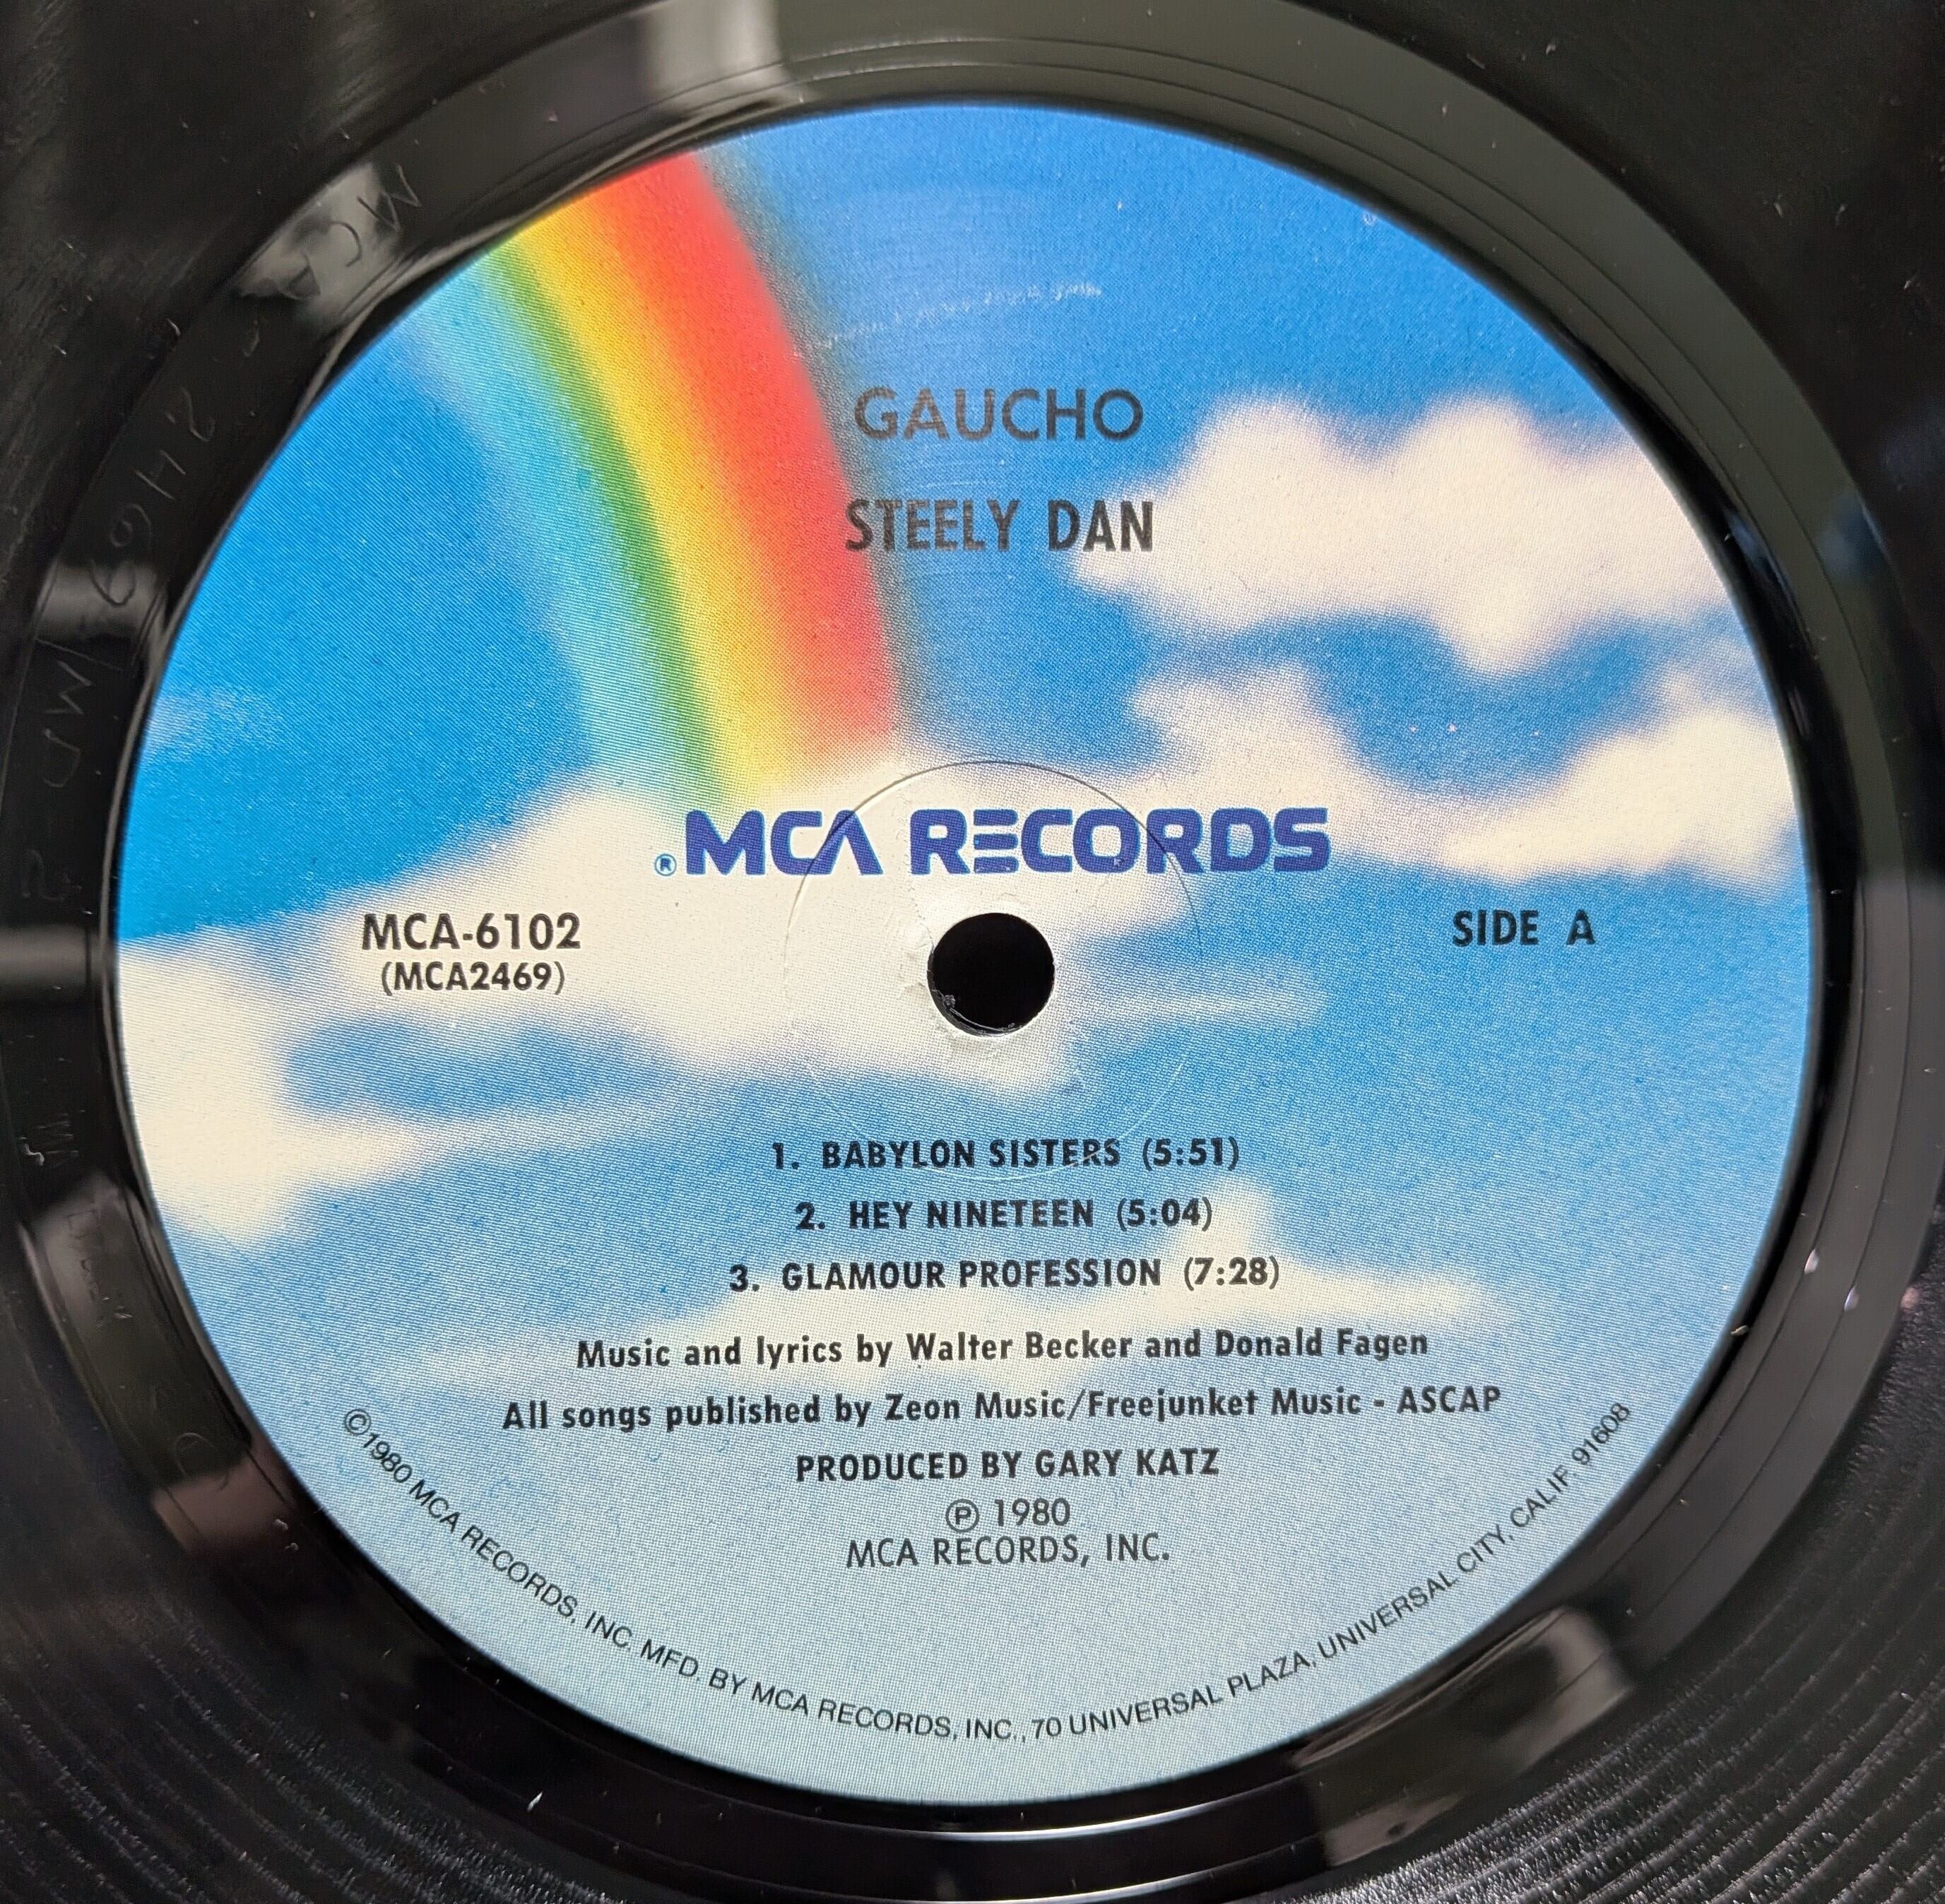 GAUCHO
STEELY DAN
® MCA RECORDS
MCA-6102
(MCA2469)
SIDE A
1. BABYLON SISTERS (5:51)
2. HEY NINETEEN (5:04)
3. GLAMOUR PROFESSION (7:28)
Music and lyrics by Walter Becker and Donald Fagen
All songs published by Zeon Music/Freejunket Music - ASCAP
PRODUCED BY GARY KATZ
℗ 1980
MCA RECORDS, INC.
©1980 MCA RECORDS, INC. MFD. BY MCA RECORDS, INC., 70 UNIVERSAL PLAZA, UNIVERSAL CITY, CALIF. 91608